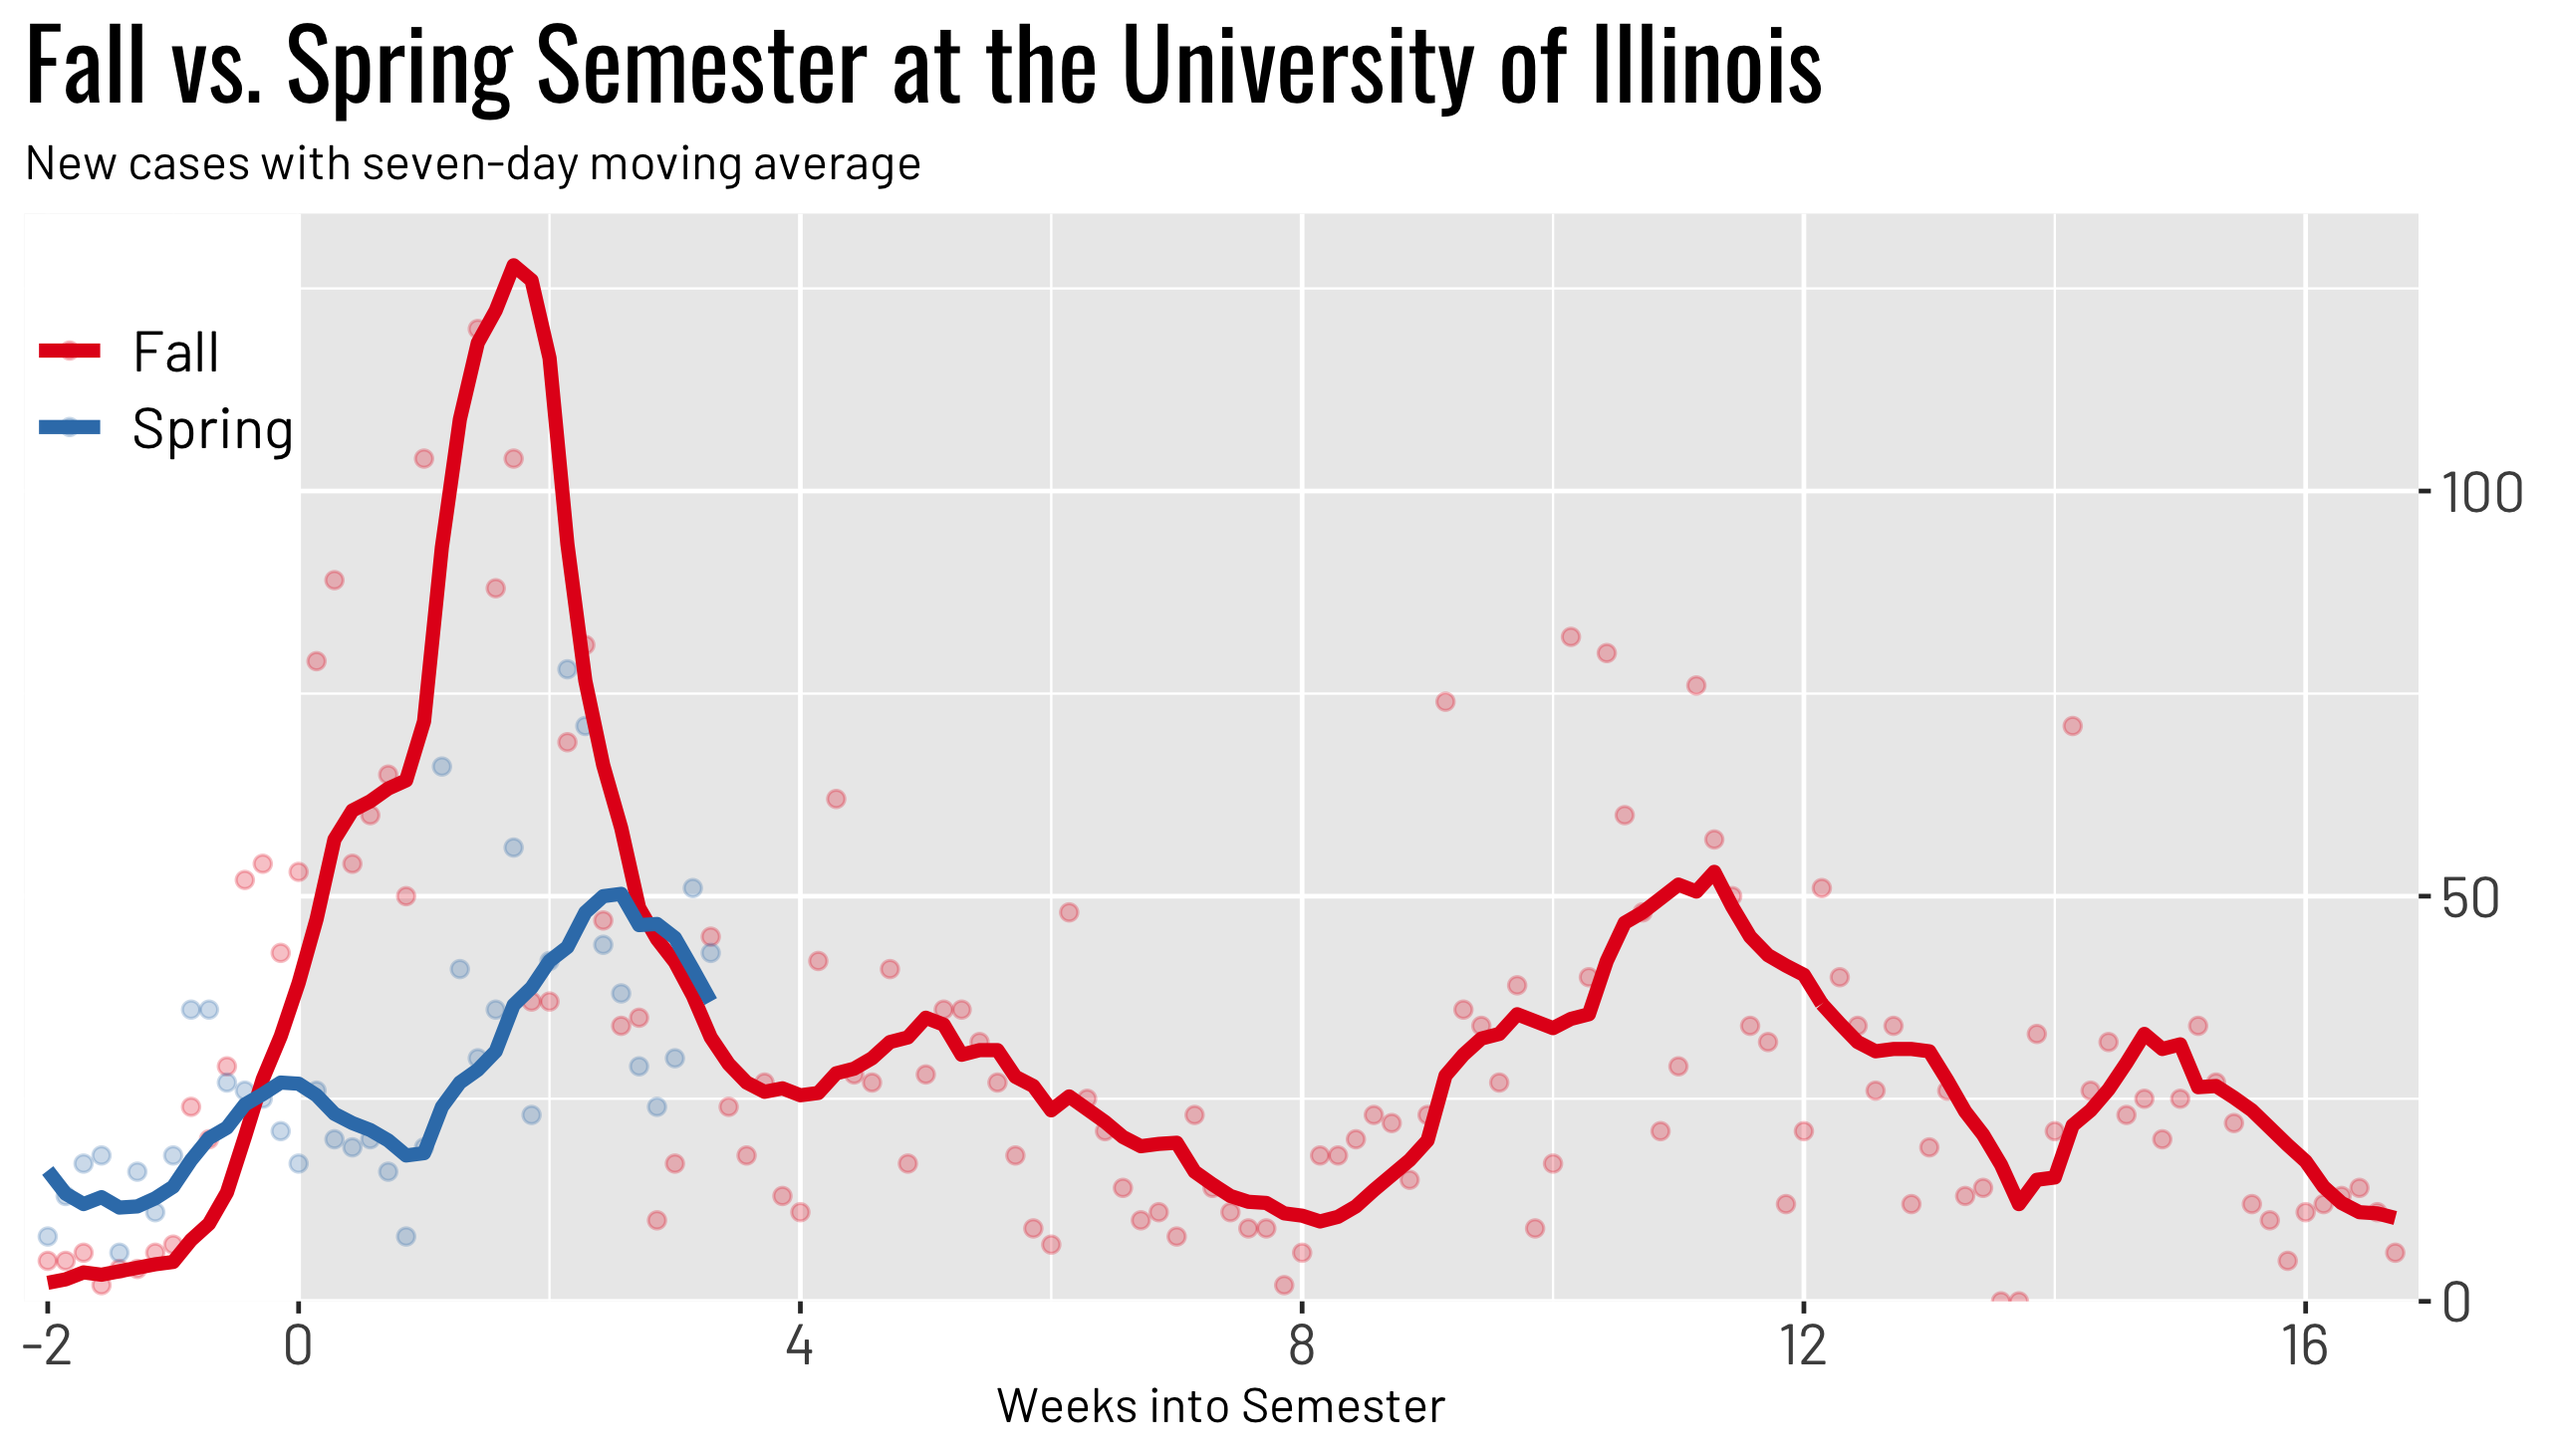 Fall vs. Spring Semester at the University of Illinois
New cases with seven-day moving average
Fall
Spring
100
50
0
-2 0 4 8 12 16
Weeks into Semester